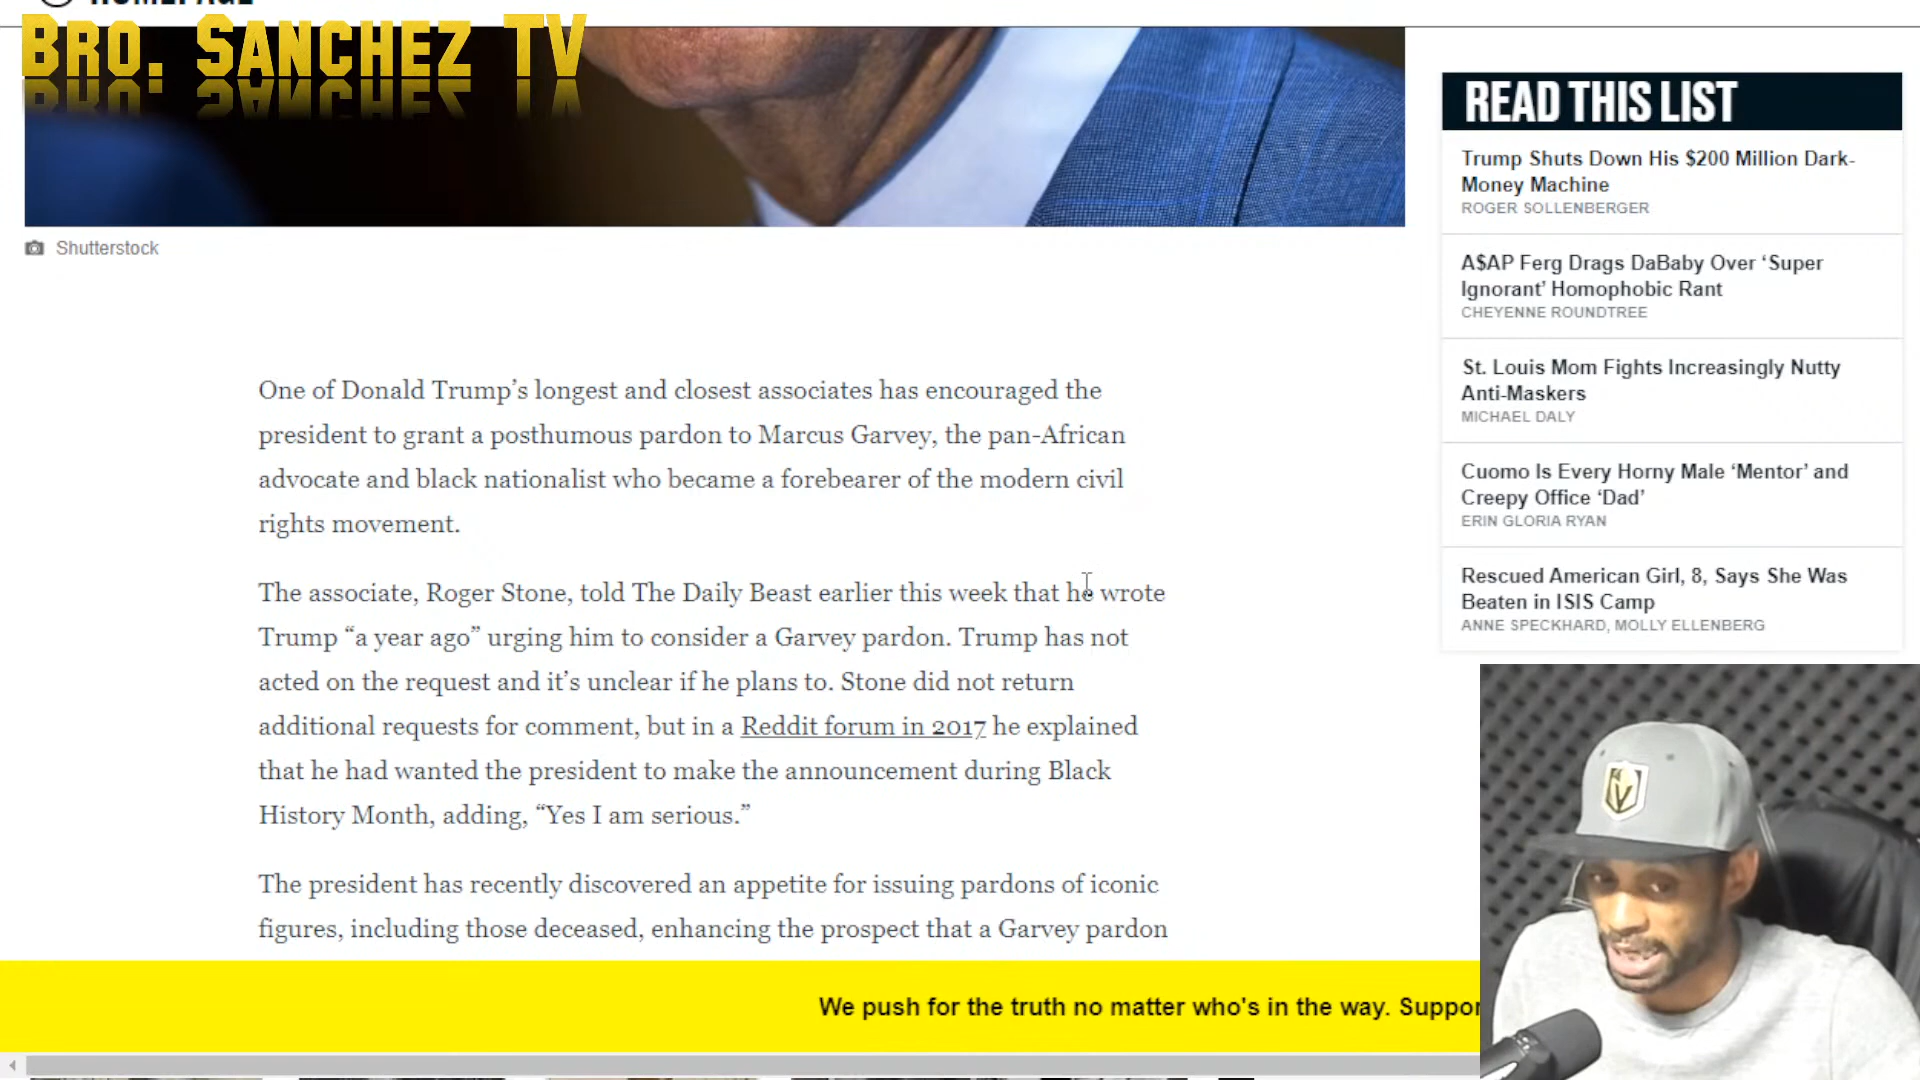 BRO. SANCHEZ TV
Shutterstock
One of Donald Trump’s longest and closest associates has encouraged the
president to grant a posthumous pardon to Marcus Garvey, the pan-African
advocate and black nationalist who became a forebearer of the modern civil
rights movement.
The associate, Roger Stone, told The Daily Beast earlier this week that he wrote
Trump “a year ago” urging him to consider a Garvey pardon. Trump has not
acted on the request and it’s unclear if he plans to. Stone did not return
additional requests for comment, but in a Reddit forum in 2017 he explained
that he had wanted the president to make the announcement during Black
History Month, adding, “Yes I am serious.”
The president has recently discovered an appetite for issuing pardons of iconic
figures, including those deceased, enhancing the prospect that a Garvey pardon
READ THIS LIST
Trump Shuts Down His $200 Million Dark-
Money Machine
ROGER SOLLENBERGER
A$AP Ferg Drags DaBaby Over ‘Super
Ignorant’ Homophobic Rant
CHEYENNE ROUNDTREE
St. Louis Mom Fights Increasingly Nutty
Anti-Maskers
MICHAEL DALY
Cuomo Is Every Horny Male ‘Mentor’ and
Creepy Office ‘Dad’
ERIN GLORIA RYAN
Rescued American Girl, 8, Says She Was
Beaten in ISIS Camp
ANNE SPECKHARD, MOLLY ELLENBERG
We push for the truth no matter who's in the way. Suppor